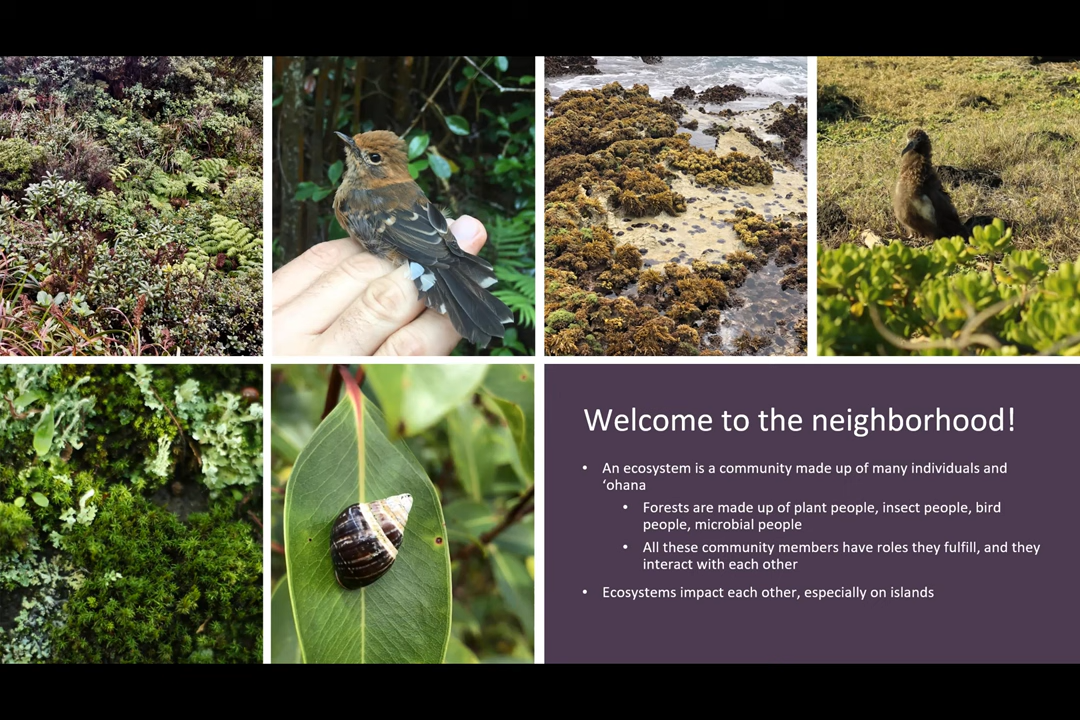 Welcome to the neighborhood!
• An ecosystem is a community made up of many individuals and
‘ohana
• Forests are made up of plant people, insect people, bird
people, microbial people
• All these community members have roles they fulfill, and they
interact with each other
• Ecosystems impact each other, especially on islands